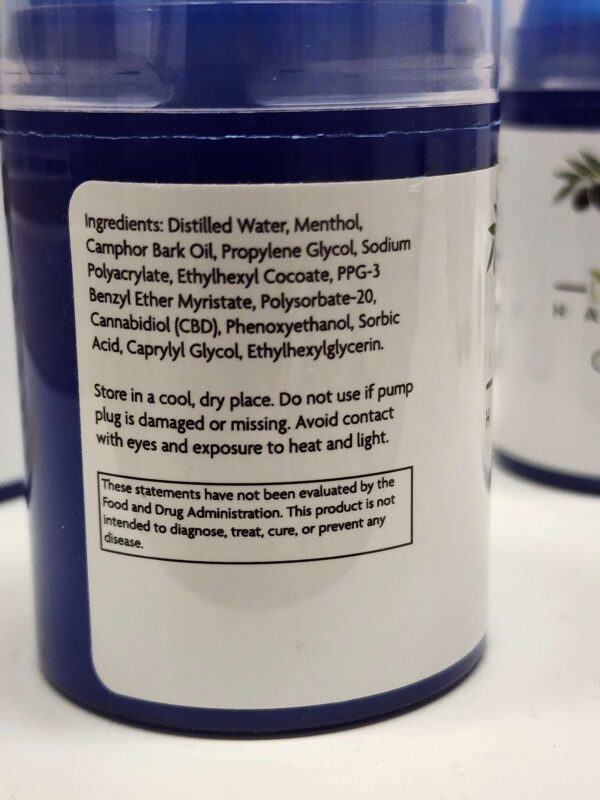 Ingredients: Distilled Water, Menthol,
Camphor Bark Oil, Propylene Glycol, Sodium
Polyacrylate, Ethylhexyl Cocoate, PPG-3
Benzyl Ether Myristate, Polysorbate-20,
Cannabidiol (CBD), Phenoxyethanol, Sorbic
Acid, Caprylyl Glycol, Ethylhexylglycerin.
Store in a cool, dry place. Do not use if pump
plug is damaged or missing. Avoid contact
with eyes and exposure to heat and light.
These statements have not been evaluated by the
Food and Drug Administration. This product is not
intended to diagnose, treat, cure, or prevent any
disease.